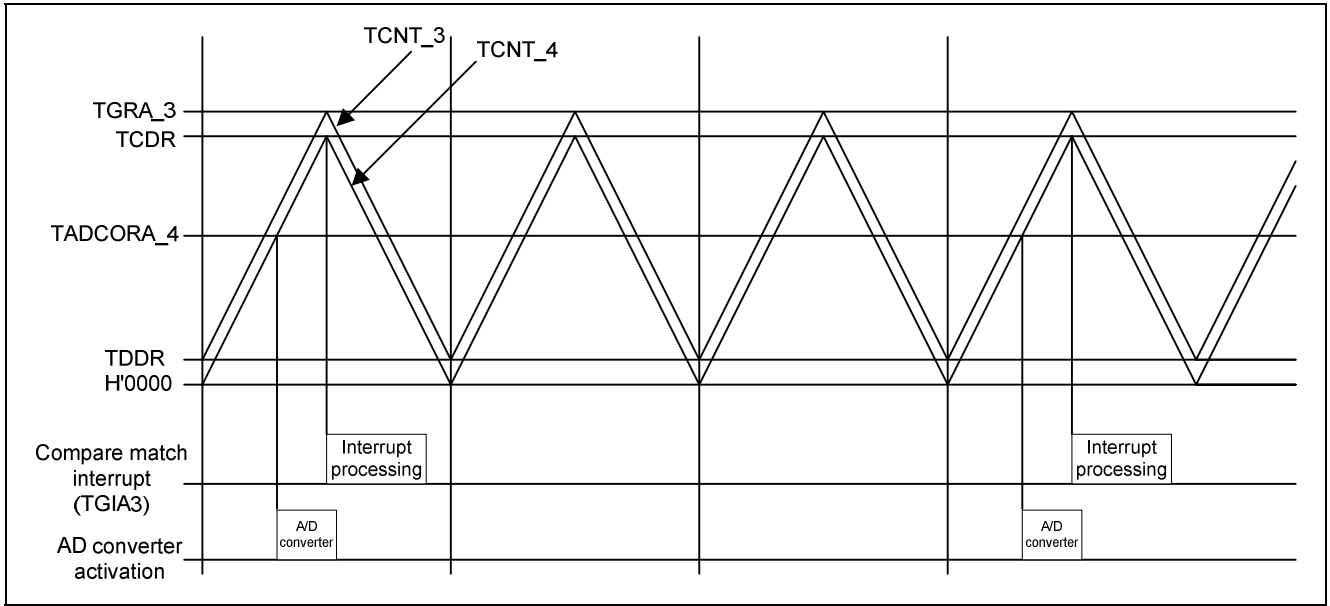 TCNT_3
TCNT_4
TGRA_3
TCDR
TADCORA_4
TDDR
H'0000
Compare match
interrupt
(TGIA3)
Interrupt
processing
Interrupt
processing
AD converter
activation
A/D
converter
A/D
converter